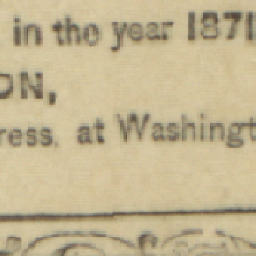 in the year 1871
ON,
ress. at Washingt